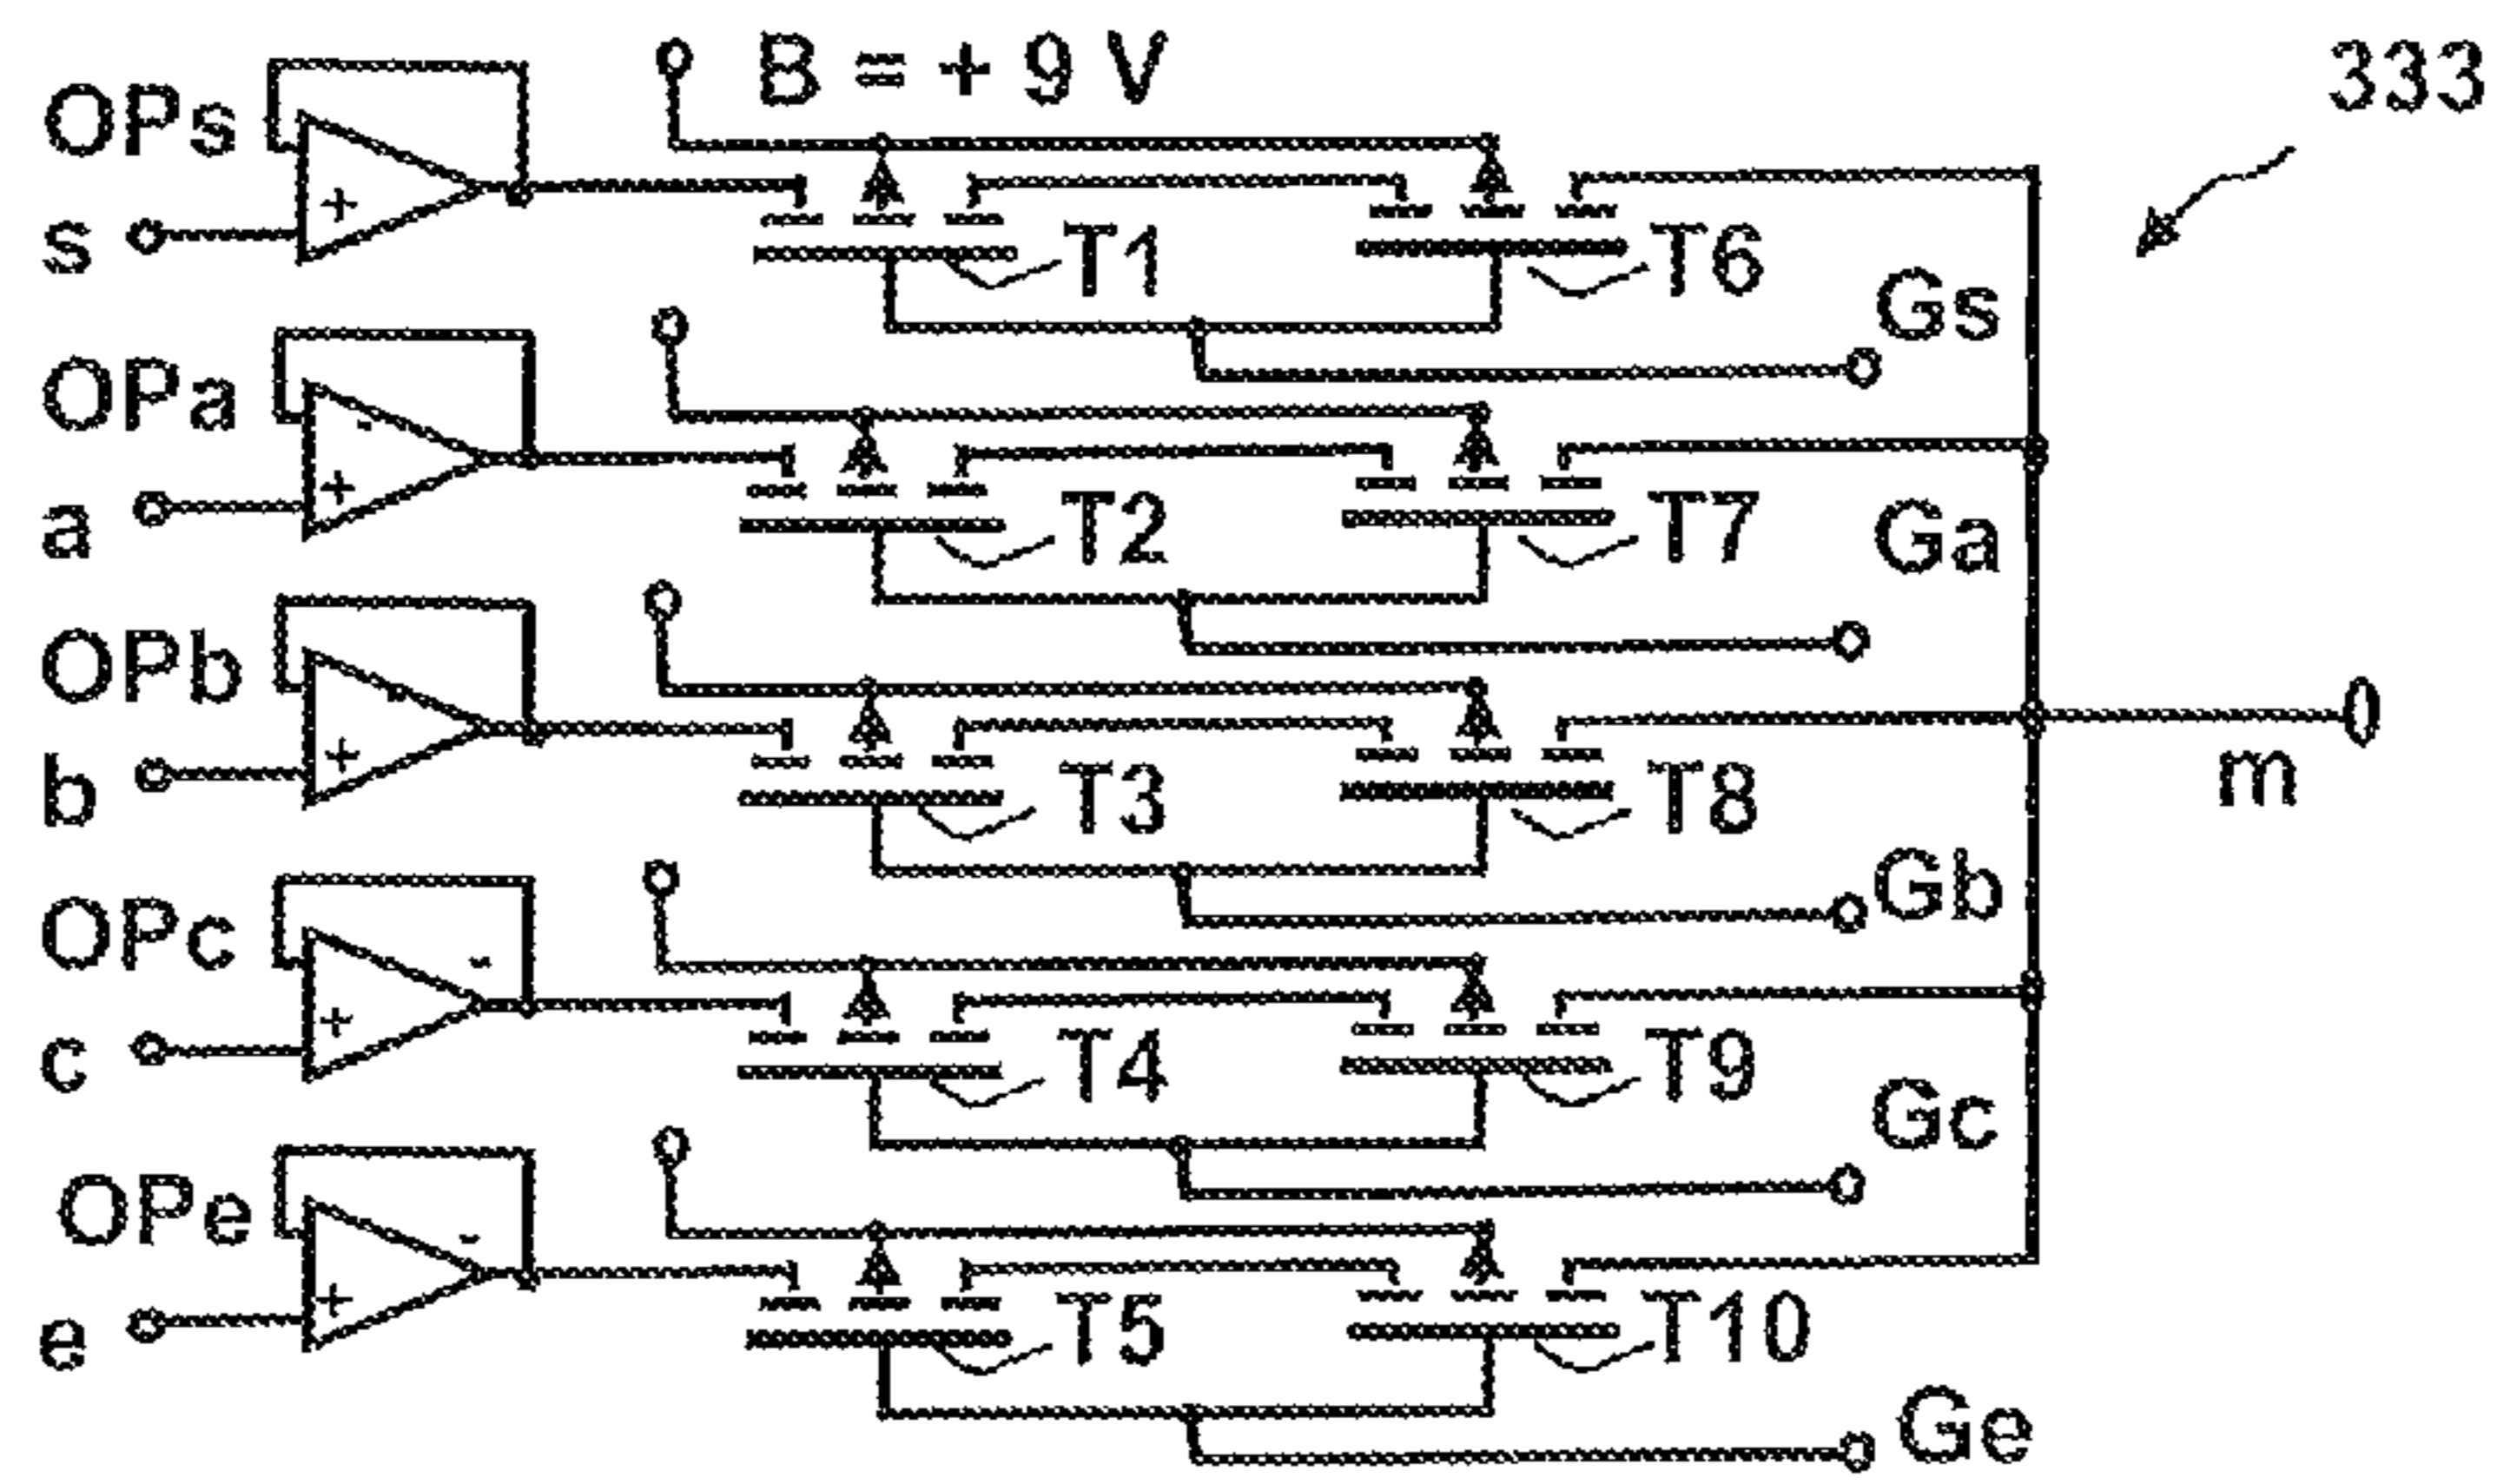 OPs
B = + 9 V
333
+
s
T1
T6
Gs
OPa
-
+
a
T2
T7
Ga
OPb
-
+
b
T3
T8
m
Gb
OPc
-
+
c
T4
T9
Gc
OPe
-
+
e
T5
T10
Ge